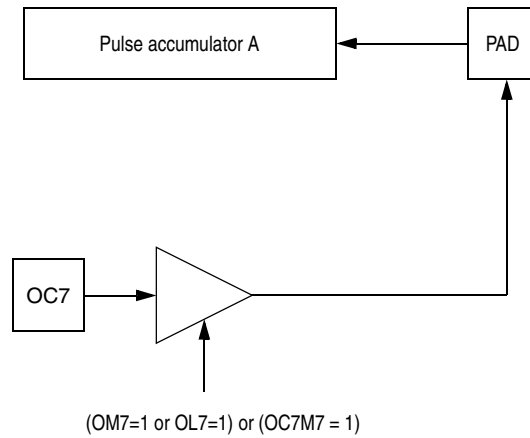 Pulse accumulator A
PAD
OC7
(OM7=1 or OL7=1) or (OC7M7 = 1)